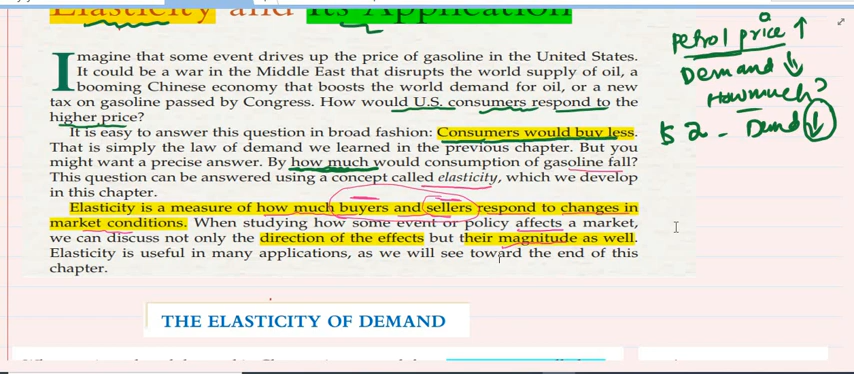 Elasticity and Its Application
Imagine that some event drives up the price of gasoline in the United States.
It could be a war in the Middle East that disrupts the world supply of oil, a
booming Chinese economy that boosts the world demand for oil, or a new
tax on gasoline passed by Congress. How would U.S. consumers respond to the
higher price?
It is easy to answer this question in broad fashion: Consumers would buy less.
That is simply the law of demand we learned in the previous chapter. But you
might want a precise answer. By how much would consumption of gasoline fall?
This question can be answered using a concept called elasticity, which we develop
in this chapter.
Elasticity is a measure of how much buyers and sellers respond to changes in
market conditions. When studying how some event or policy affects a market,
we can discuss not only the direction of the effects but their magnitude as well.
Elasticity is useful in many applications, as we will see toward the end of this
chapter.
THE ELASTICITY OF DEMAND
Petrol price ↑
Demand ↓
How much?
$ 2 - Demd ↓